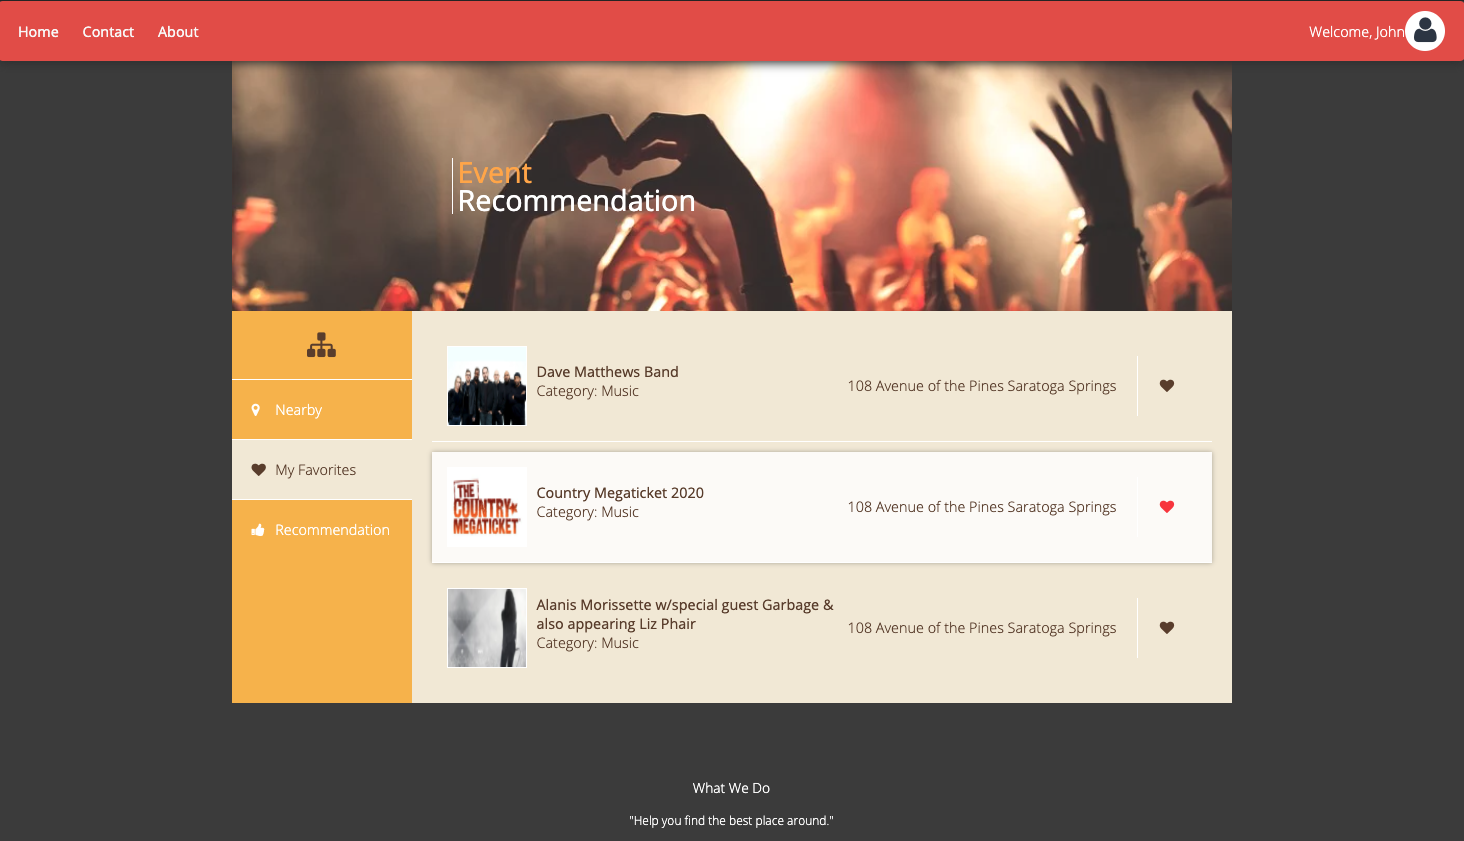 Home Contact About Welcome, John
Event
Recommendation
Nearby
My Favorites
Recommendation
Dave Matthews Band
Category: Music
108 Avenue of the Pines Saratoga Springs
THE
COUNTRY
MEGATICKET
Country Megaticket 2020
Category: Music
108 Avenue of the Pines Saratoga Springs
Alanis Morissette w/special guest Garbage &
also appearing Liz Phair
Category: Music
108 Avenue of the Pines Saratoga Springs
What We Do
"Help you find the best place around."